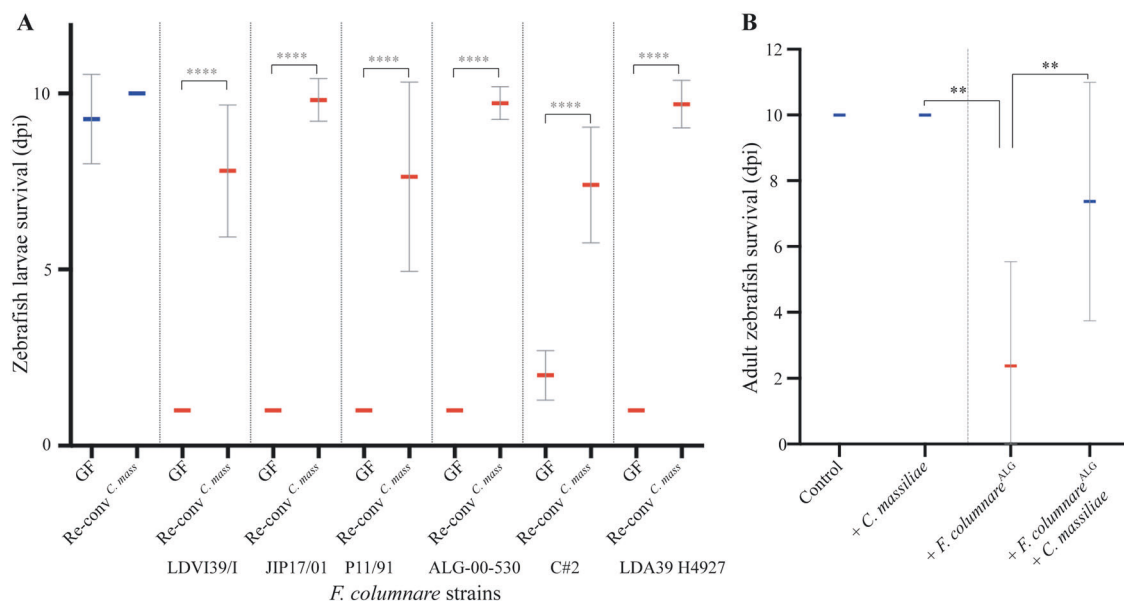 A
Zebrafish larvae survival (dpi)
10
5
0
****
****
****
****
****
****
GF
Re-conv C. mass
GF
Re-conv C. mass
GF
Re-conv C. mass
GF
Re-conv C. mass
GF
Re-conv C. mass
GF
Re-conv C. mass
GF
Re-conv C. mass
LDVI39/I JIP17/01 P11/91 ALG-00-530 C#2 LDA39 H4927
F. columnare strains
B
Adult zebrafish survival (dpi)
12
10
8
6
4
2
0
**
**
Control
+ C. massiliae
+ F. columnare ALG
+ F. columnare ALG
+ C. massiliae